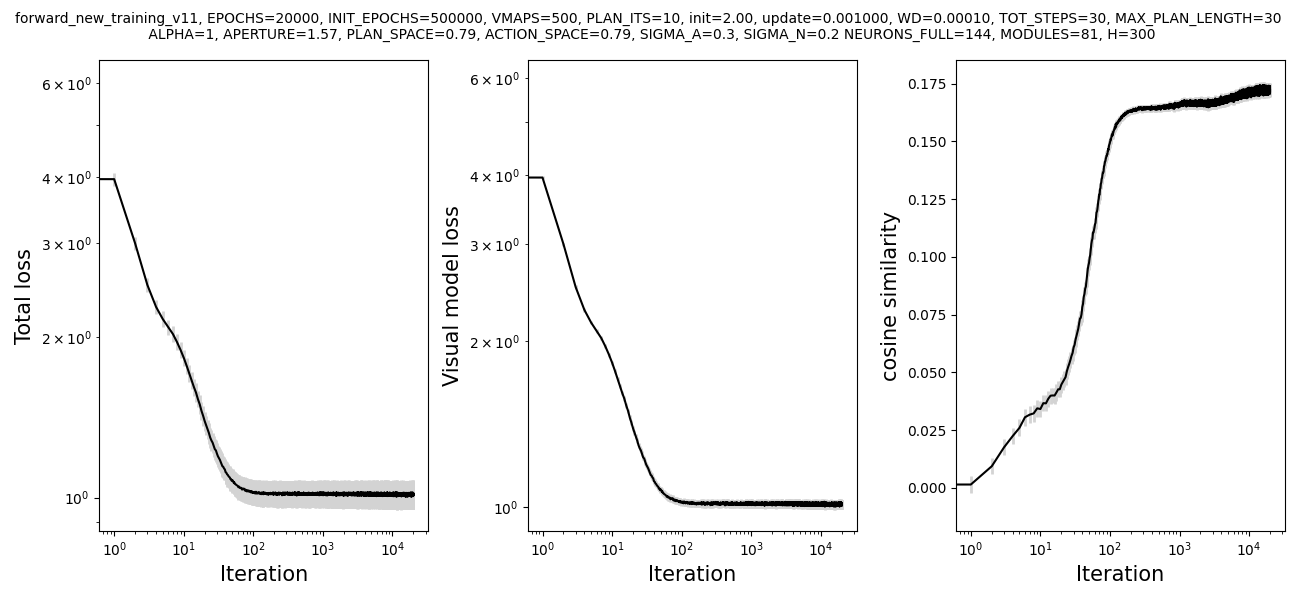 forward_new_training_v11, EPOCHS=20000, INIT_EPOCHS=500000, VMAPS=500, PLAN_ITS=10, init=2.00, update=0.001000, WD=0.00010, TOT_STEPS=30, MAX_PLAN_LENGTH=30
ALPHA=1, APERTURE=1.57, PLAN_SPACE=0.79, ACTION_SPACE=0.79, SIGMA_A=0.3, SIGMA_N=0.2 NEURONS_FULL=144, MODULES=81, H=300
Total loss
6 × 10⁰
4 × 10⁰
3 × 10⁰
2 × 10⁰
10⁰
10⁰ 10¹ 10² 10³ 10⁴
Iteration
Visual model loss
6 × 10⁰
4 × 10⁰
3 × 10⁰
2 × 10⁰
10⁰
10⁰ 10¹ 10² 10³ 10⁴
Iteration
cosine similarity
0.175
0.150
0.125
0.100
0.075
0.050
0.025
0.000
10⁰ 10¹ 10² 10³ 10⁴
Iteration